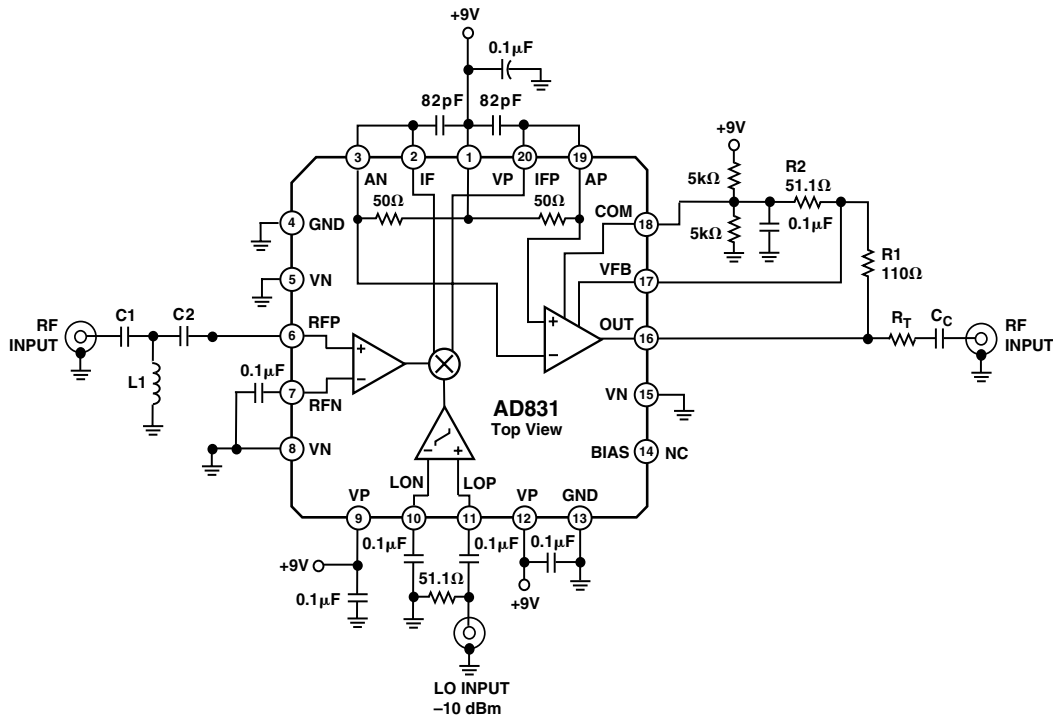 +9V
0.1µF
82pF 82pF
3 2 1 20 19
AN IF VP IFP AP
50Ω 50Ω
+9V
5kΩ
R2
51.1Ω
COM
18
5kΩ
0.1µF
4
GND
R1
110Ω
VFB
17
5
VN
C1 C2
RF
INPUT
6
RFP
OUT
16
RT
CC
RF
INPUT
L1
0.1µF
7
RFN
+
–
+
–
VN
15
AD831
Top View
8
VN
BIAS
14
NC
– +
LON LOP
VP VP GND
9 10 11 12 13
0.1µF 0.1µF 0.1µF
+9V
51.1Ω
0.1µF
+9V
LO INPUT
–10 dBm